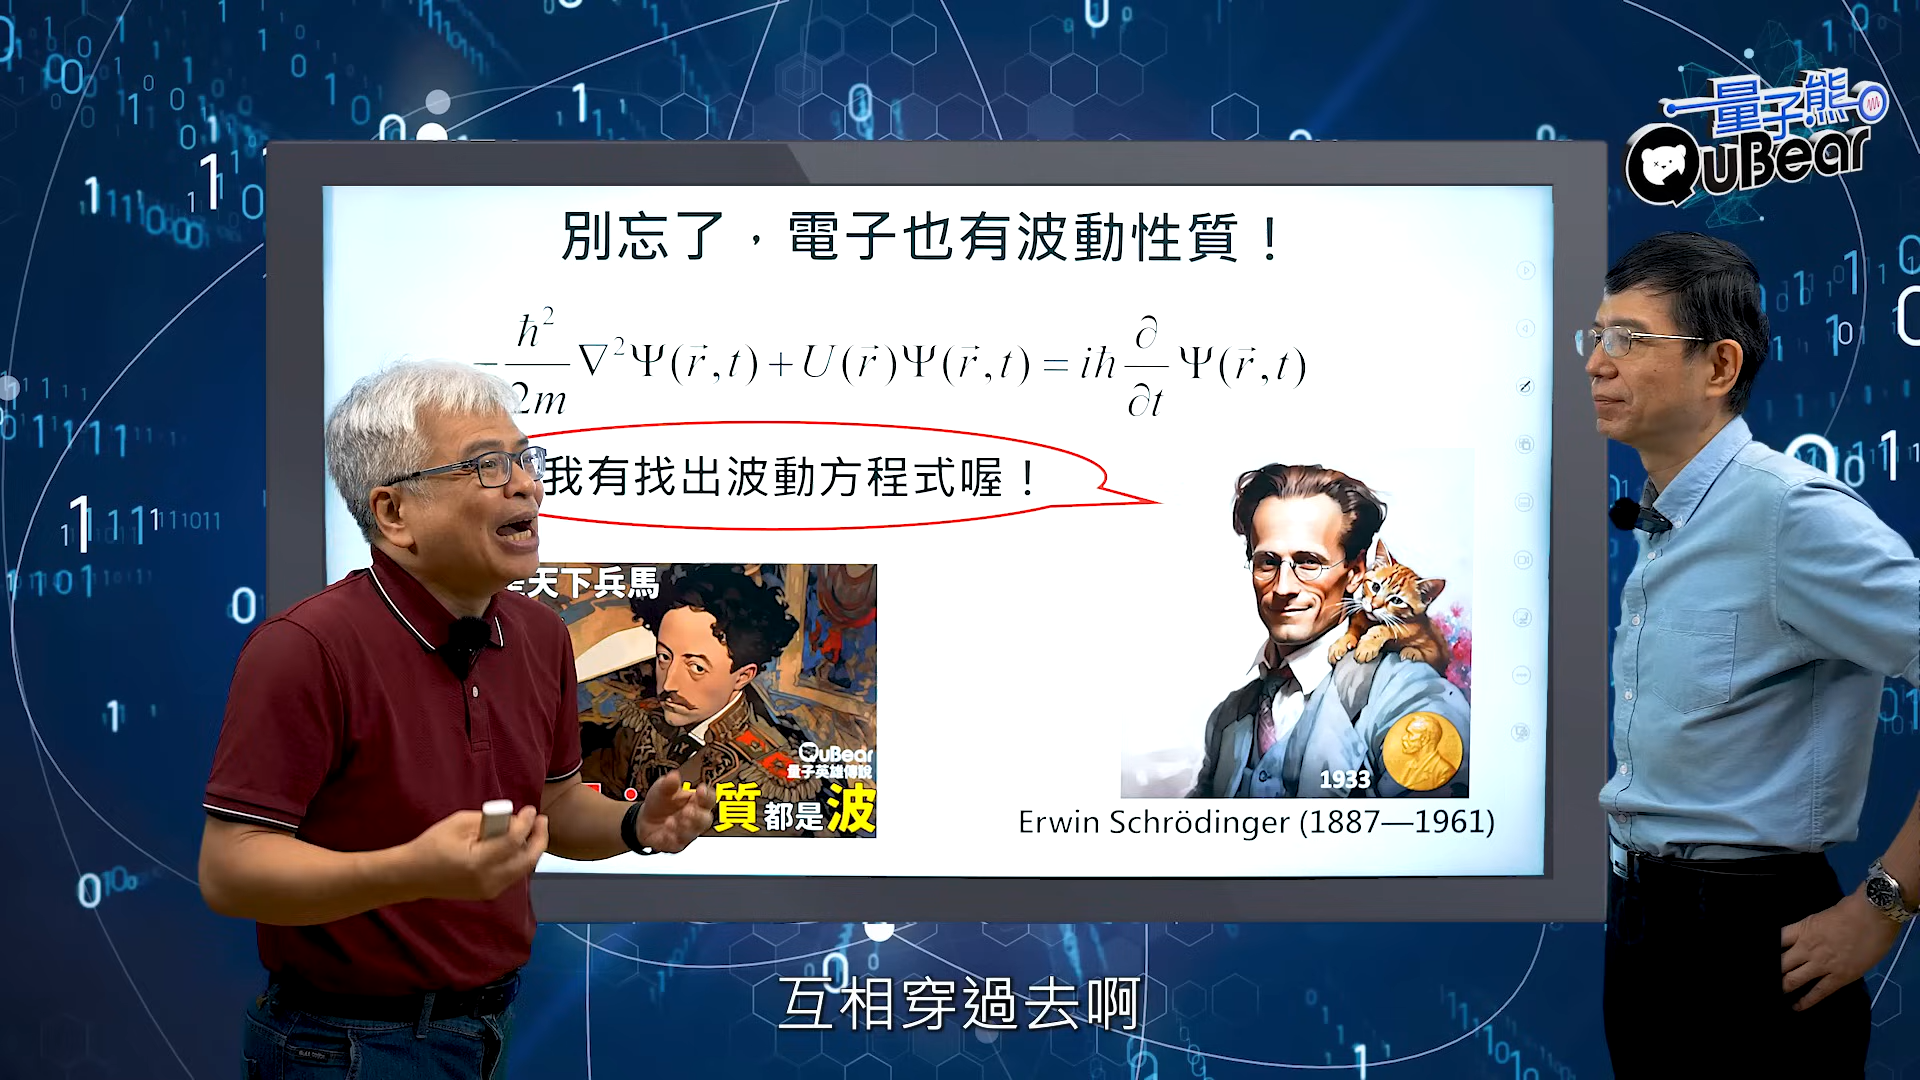 量子熊
QuBear
別忘了，電子也有波動性質！
-ħ²/2m ∇²Ψ(r⃗,t)+U(r⃗)Ψ(r⃗,t)=iħ ∂/∂t Ψ(r⃗,t)
我有找出波動方程式喔！
天下兵馬
QuBear
量子英雄傳說
質都是波
1933
Erwin Schrödinger (1887—1961)
互相穿過去啊